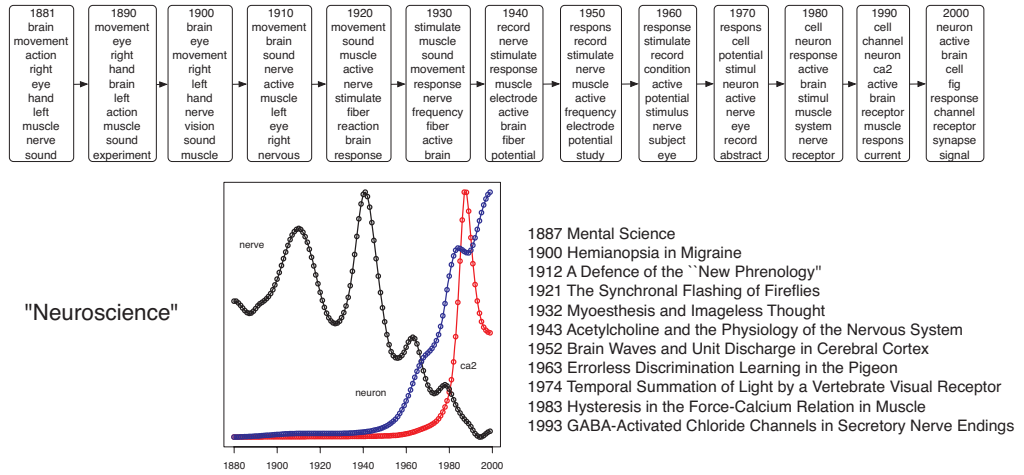 1881
brain
movement
action
right
eye
hand
left
muscle
nerve
sound
1890
movement
eye
right
hand
brain
left
action
muscle
sound
experiment
1900
brain
eye
movement
right
left
hand
nerve
vision
sound
muscle
1910
movement
brain
sound
nerve
active
muscle
left
eye
right
nervous
1920
movement
sound
muscle
active
nerve
stimulate
fiber
reaction
brain
response
1930
stimulate
muscle
sound
movement
response
nerve
frequency
fiber
active
brain
1940
record
nerve
stimulate
response
muscle
electrode
active
brain
fiber
potential
1950
respons
record
stimulate
nerve
muscle
active
frequency
electrode
potential
study
1960
response
stimulate
record
condition
active
potential
stimulus
nerve
subject
eye
1970
respons
cell
potential
stimul
neuron
active
nerve
eye
record
abstract
1980
cell
neuron
response
active
brain
stimul
muscle
system
nerve
receptor
1990
cell
channel
neuron
ca2
active
brain
receptor
muscle
respons
current
2000
neuron
active
brain
cell
fig
response
channel
receptor
synapse
signal
"Neuroscience"
nerve
neuron
ca2
1880 1900 1920 1940 1960 1980 2000
1887 Mental Science
1900 Hemianopsia in Migraine
1912 A Defence of the ``New Phrenology"
1921 The Synchronal Flashing of Fireflies
1932 Myoesthesis and Imageless Thought
1943 Acetylcholine and the Physiology of the Nervous System
1952 Brain Waves and Unit Discharge in Cerebral Cortex
1963 Errorless Discrimination Learning in the Pigeon
1974 Temporal Summation of Light by a Vertebrate Visual Receptor
1983 Hysteresis in the Force-Calcium Relation in Muscle
1993 GABA-Activated Chloride Channels in Secretory Nerve Endings